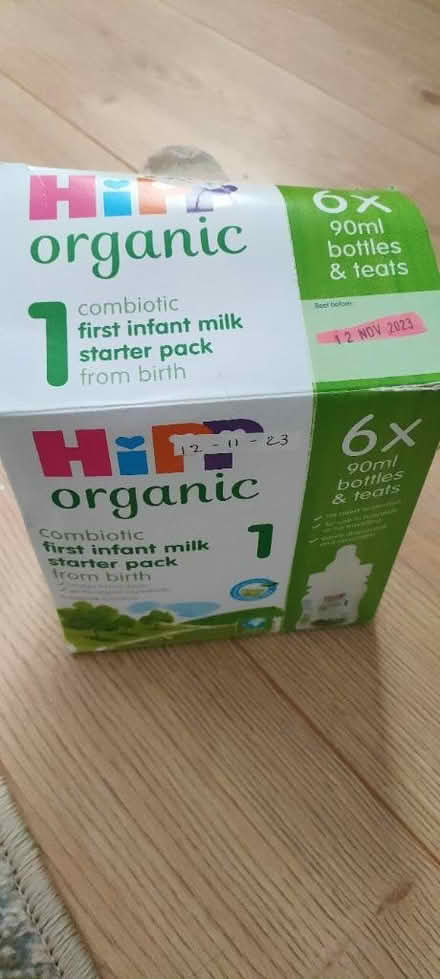 HiPP
organic
1
combiotic
first infant milk
starter pack
from birth
6x
90ml
bottles
& teats
Best before:
12 NOV 2023
HiPP
12-11-23
organic
combiotic
first infant milk
starter pack
from birth
1
6x
90ml
bottles
& teats